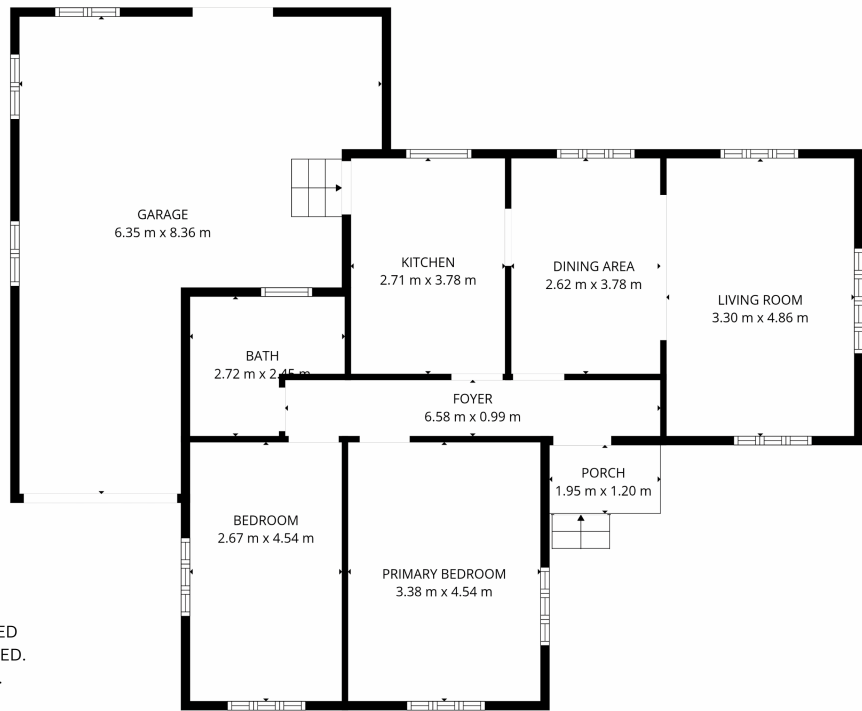 GARAGE
6.35 m x 8.36 m
KITCHEN
2.71 m x 3.78 m
DINING AREA
2.62 m x 3.78 m
LIVING ROOM
3.30 m x 4.86 m
BATH
2.72 m x 2.45 m
FOYER
6.58 m x 0.99 m
PORCH
1.95 m x 1.20 m
BEDROOM
2.67 m x 4.54 m
PRIMARY BEDROOM
3.38 m x 4.54 m
ED
ED.
.